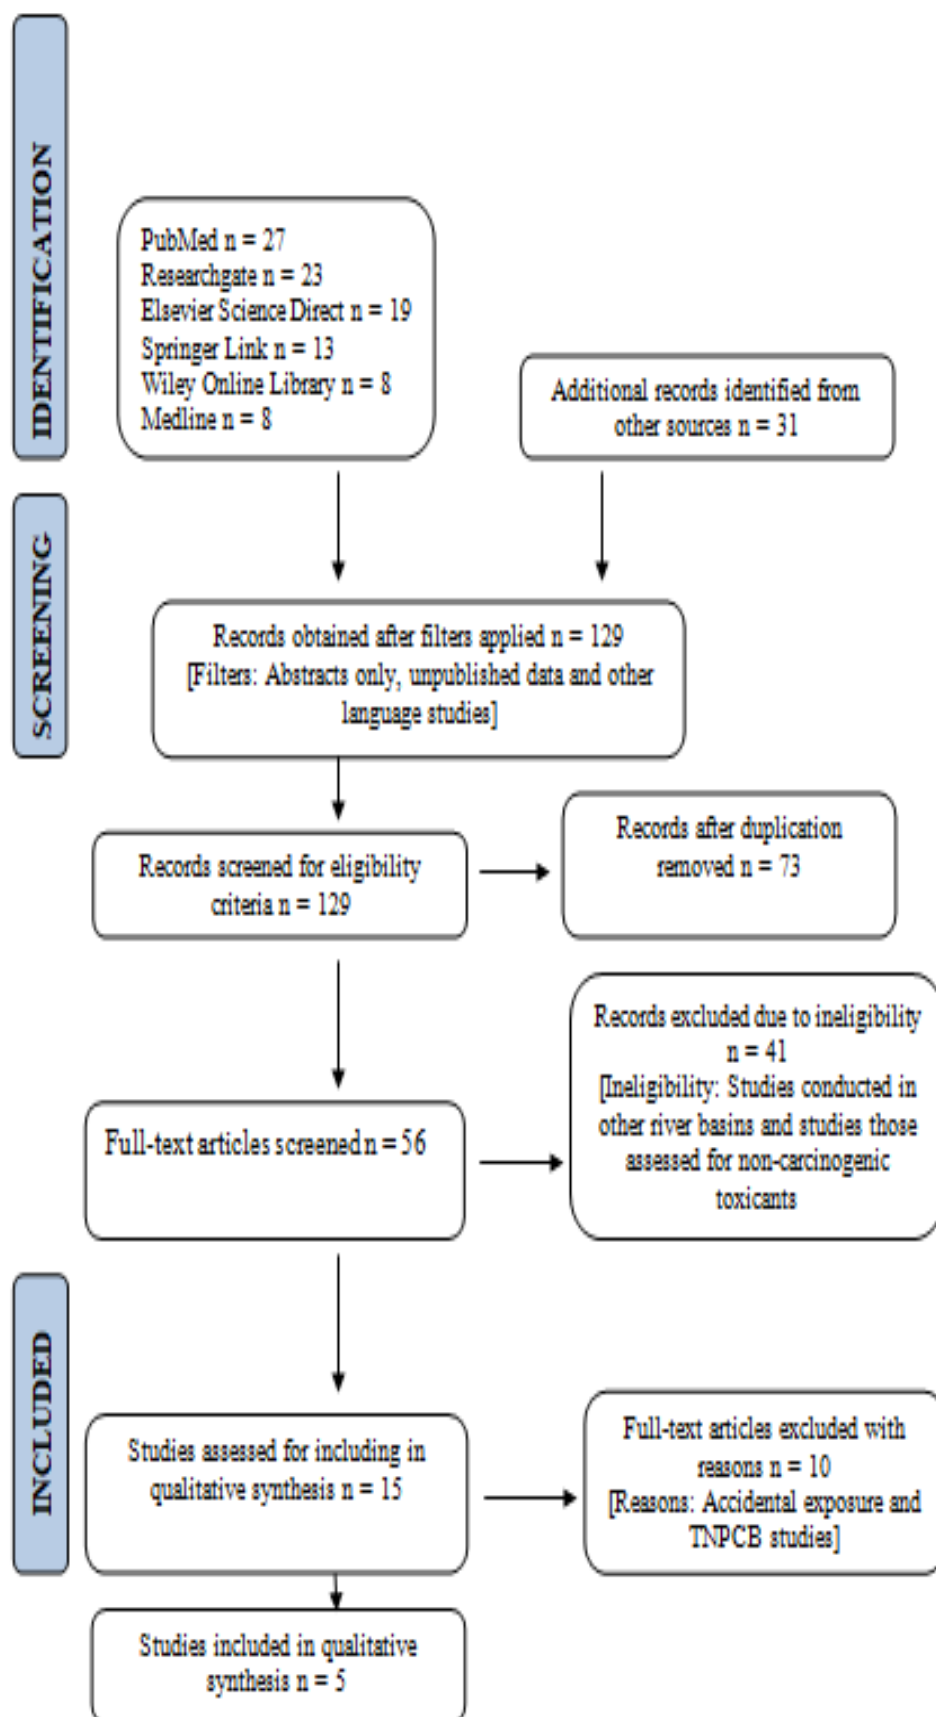 IDENTIFICATION
PubMed n = 27
Researchgate n = 23
Elsevier Science Direct n = 19
Springer Link n = 13
Wiley Online Library n = 8
Medline n = 8
Additional records identified from
other sources n = 31
SCREENING
Records obtained after filters applied n = 129
[Filters: Abstracts only, unpublished data and other
language studies]
Records screened for eligibility
criteria n = 129
Records after duplication
removed n = 73
Full-text articles screened n = 56
Records excluded due to ineligibility
n = 41
[Ineligibility: Studies conducted in
other river basins and studies those
assessed for non-carcinogenic
toxicants
INCLUDED
Studies assessed for including in
qualitative synthesis n = 15
Full-text articles excluded with
reasons n = 10
[Reasons: Accidental exposure and
TNPCB studies]
Studies included in qualitative
synthesis n = 5